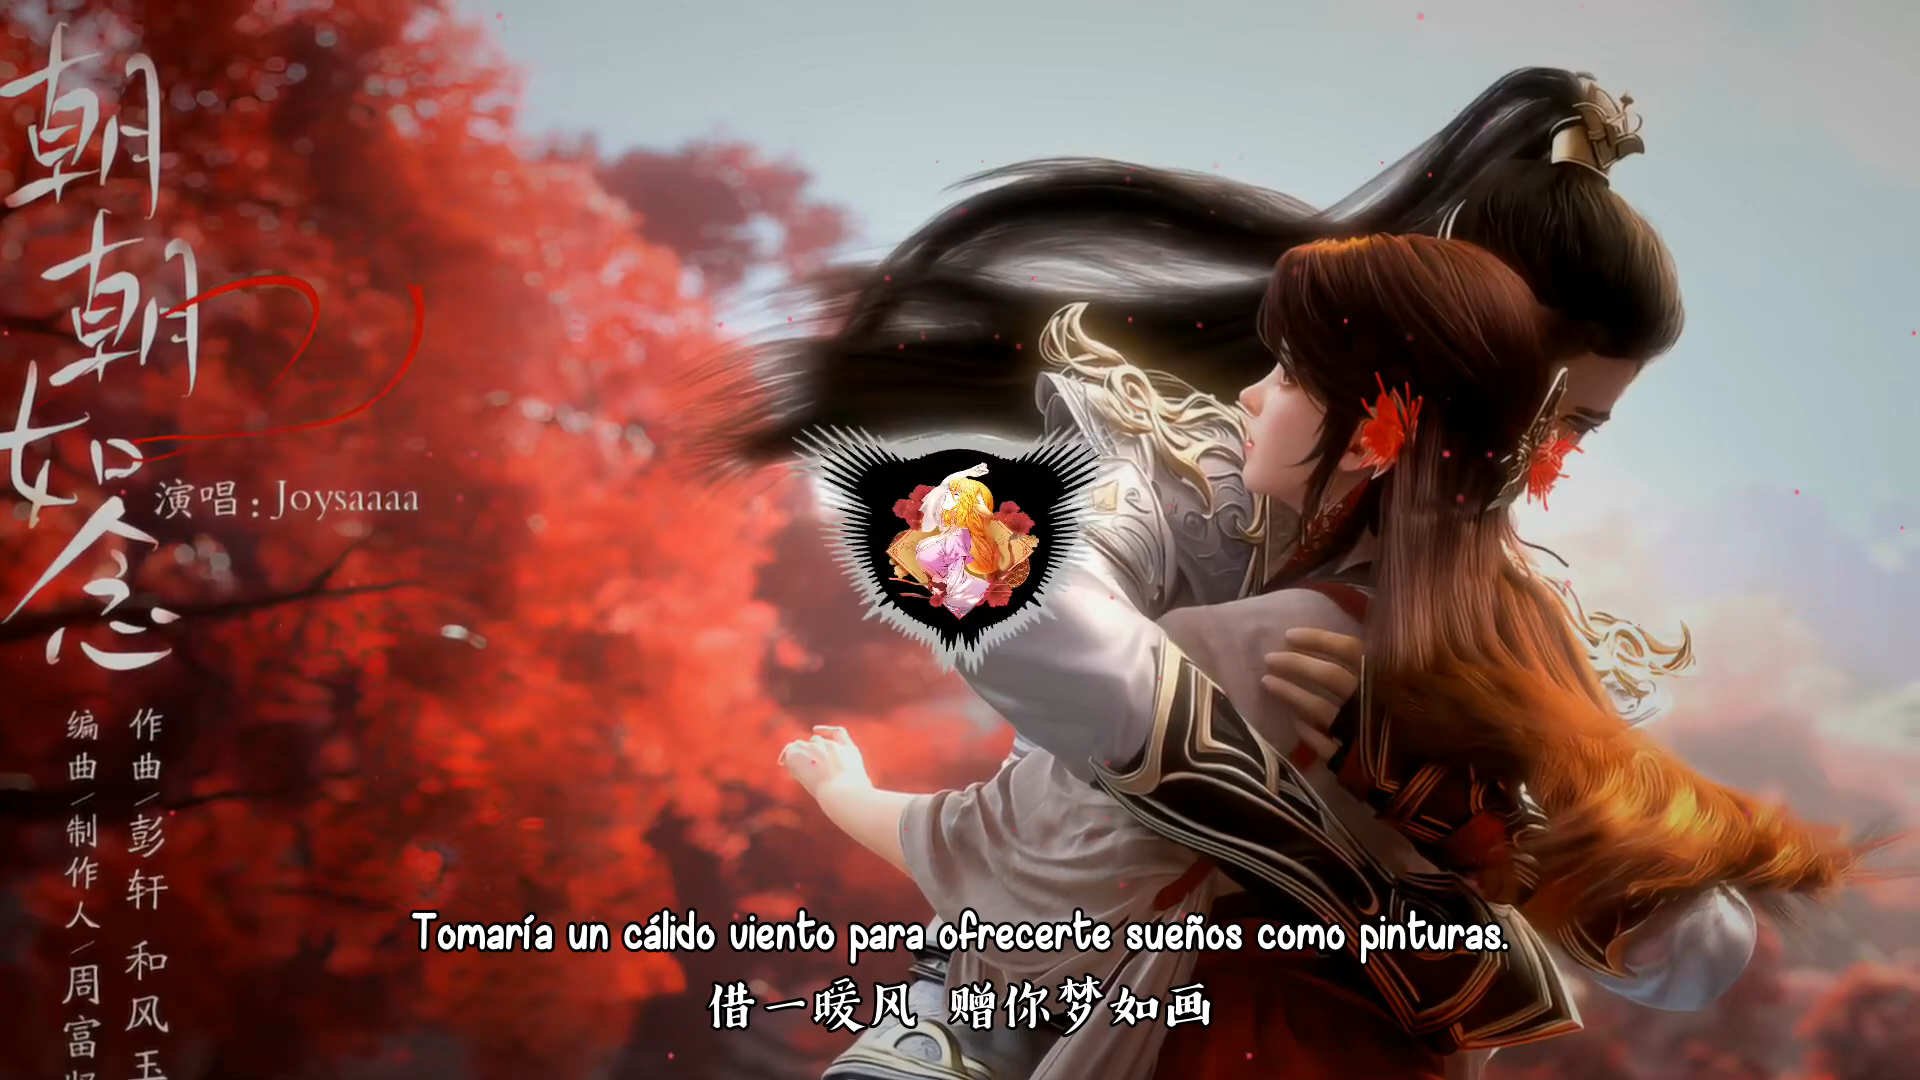 朝朝如念
演唱：Joysaaaa
作曲/彭轩 和风玉
编曲/制作人/周富
Tomaría un cálido viento para ofrecerte sueños como pinturas.
借一暖风 赠你梦如画